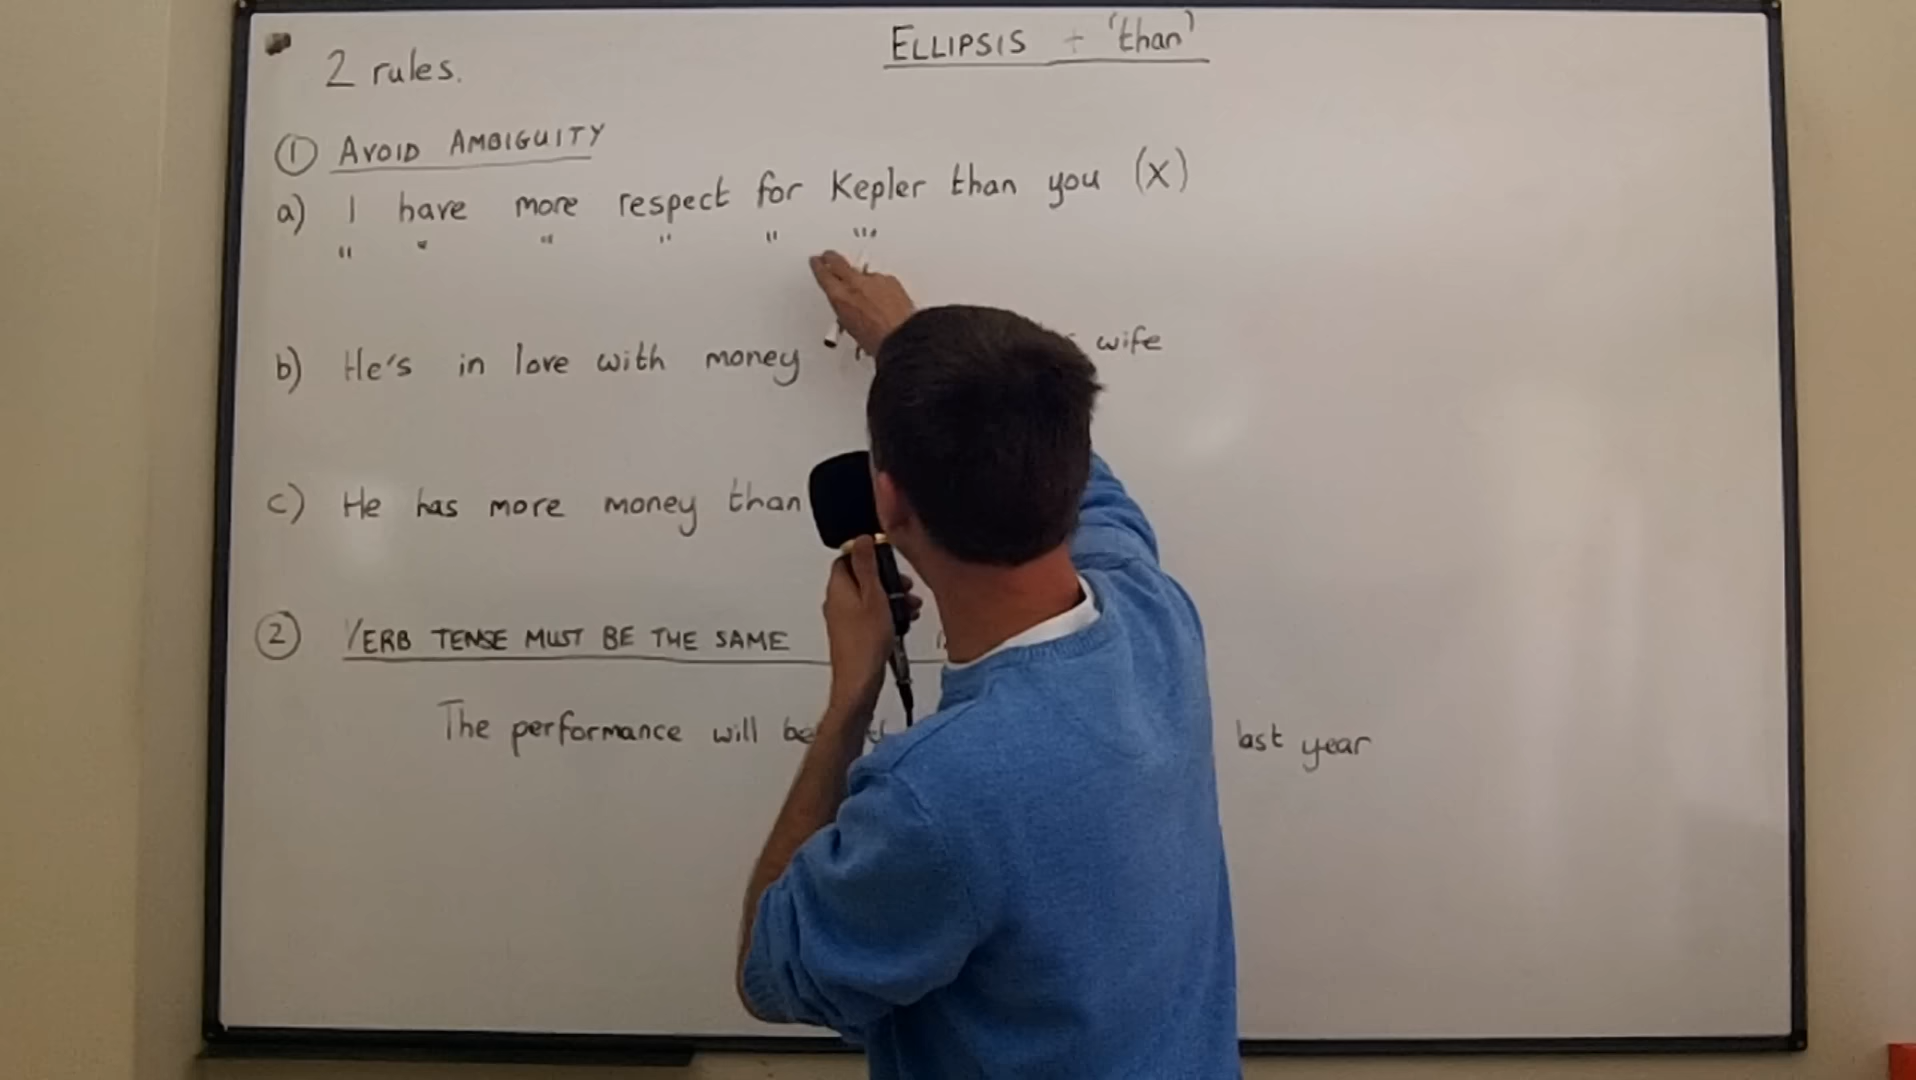 ELLIPSIS + 'than'
2 rules.
① AVOID AMBIGUITY
a) I have more respect for Kepler than you (x)
" " " " " "
b) He's in love with money wife
c) He has more money than
② VERB TENSE MUST BE THE SAME
The performance will be last year